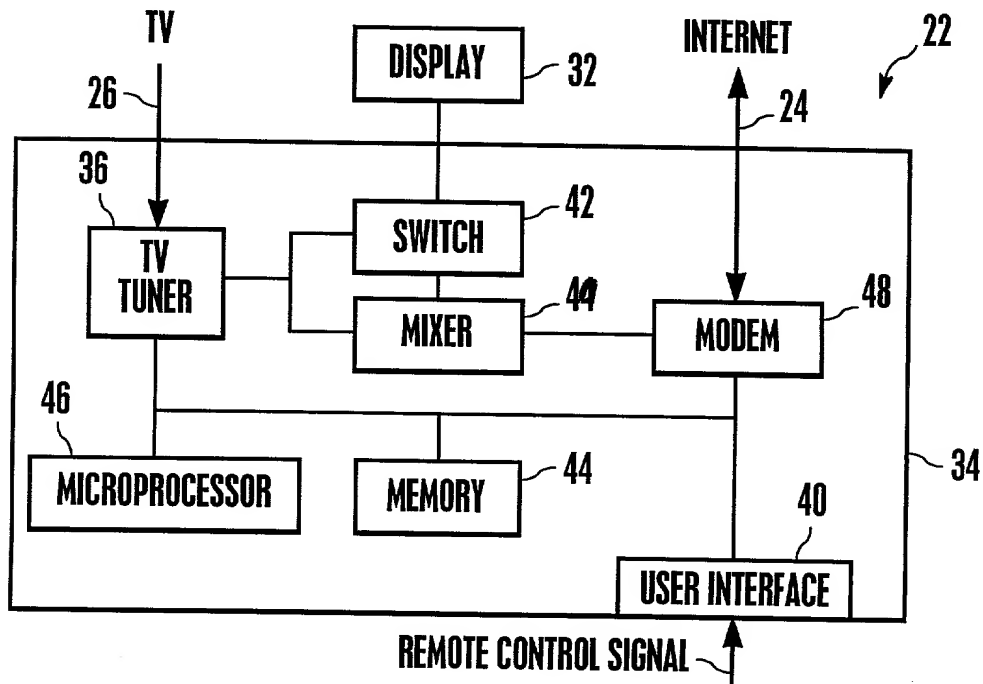 TV
DISPLAY
32
INTERNET
22
26
24
36
TV
TUNER
SWITCH
42
MIXER
MODEM
48
46
MICROPROCESSOR
MEMORY
44
34
40
USER INTERFACE
REMOTE CONTROL SIGNAL